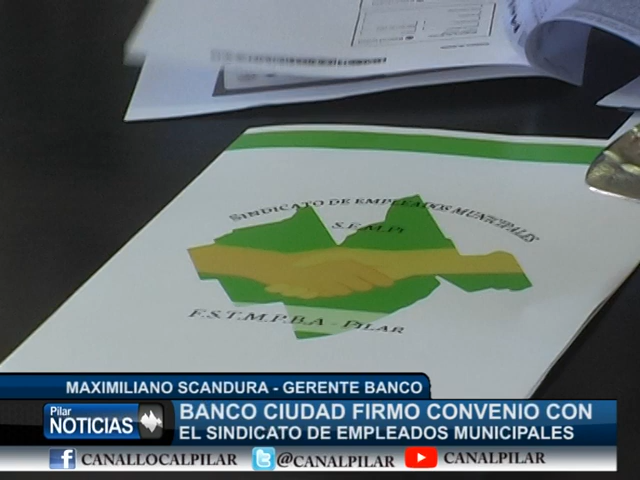 SINDICATO DE EMPLEADOS MUNICIPALES
S.E.M.Pi
F.S.T.M.P.B.A - PILAR
MAXIMILIANO SCANDURA - GERENTE BANCO
Pilar
NOTICIAS
BANCO CIUDAD FIRMO CONVENIO CON
EL SINDICATO DE EMPLEADOS MUNICIPALES
CANALLOCALPILAR
@CANALPILAR
CANALPILAR